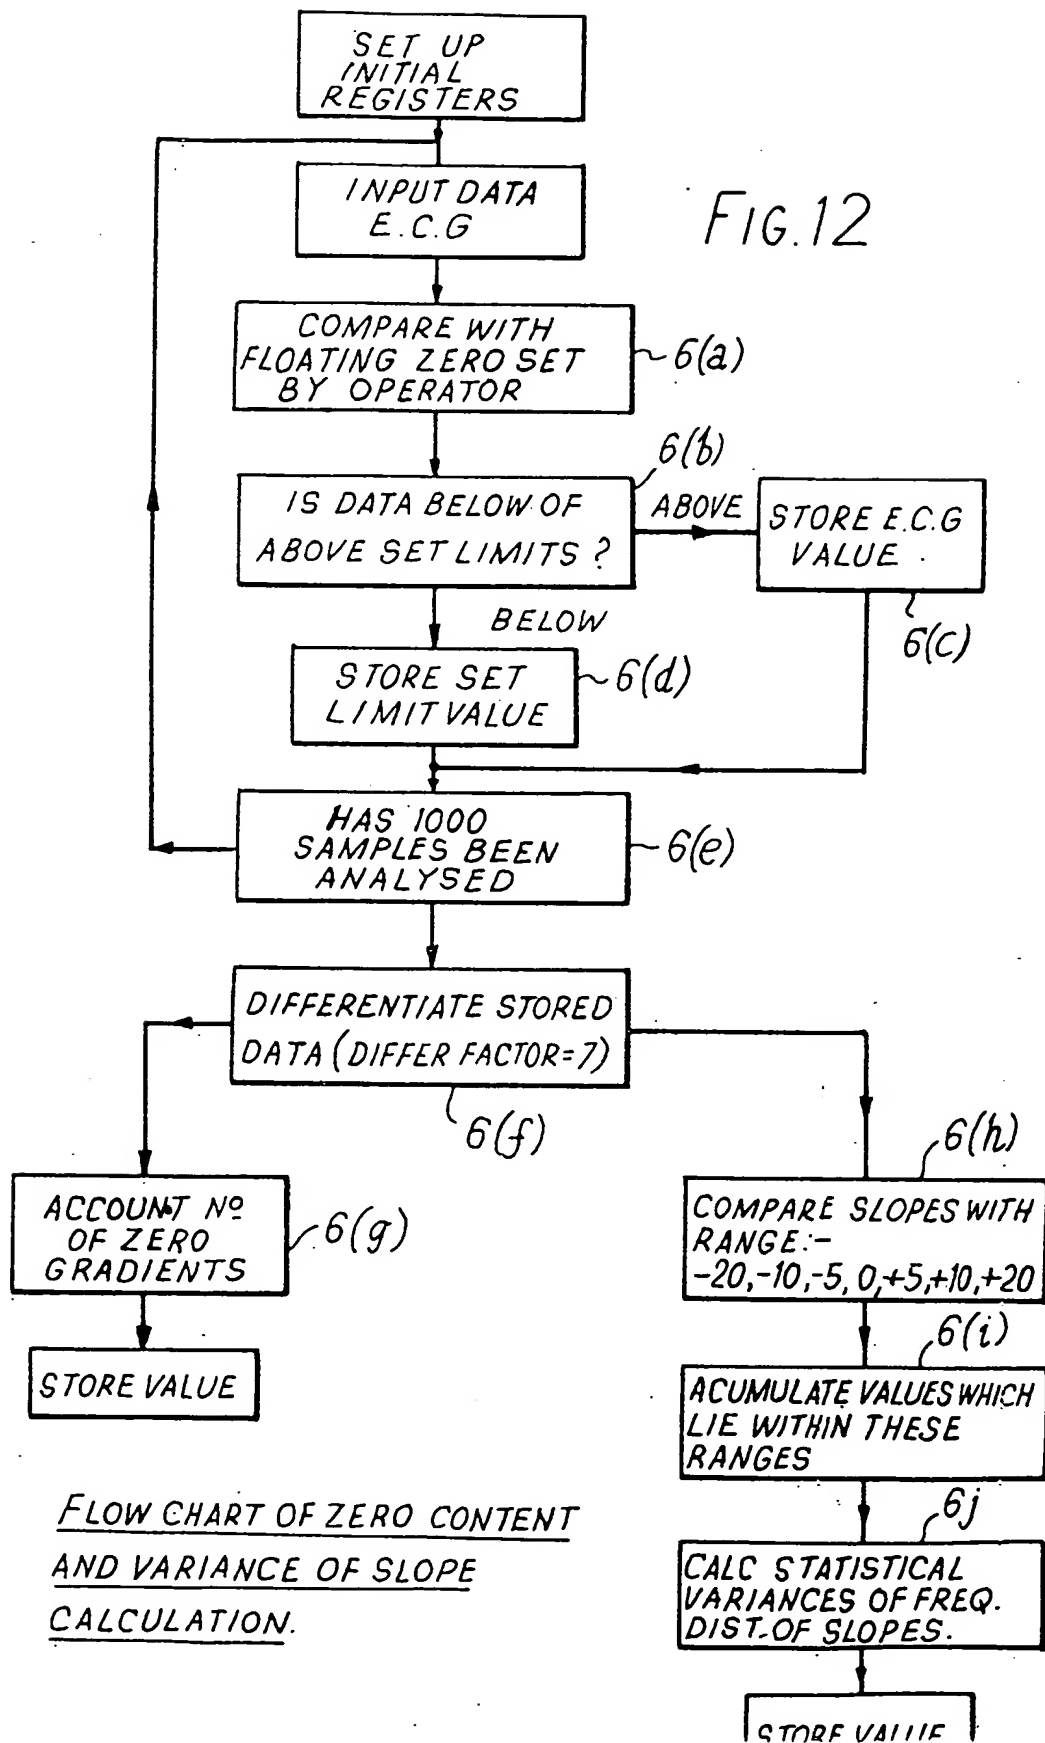 SET UP
INITIAL
REGISTERS
INPUT DATA
E.C.G
FIG.12
COMPARE WITH
FLOATING ZERO SET
BY OPERATOR
6(a)
6(b)
IS DATA BELOW OF
ABOVE SET LIMITS ?
ABOVE
STORE E.C.G
VALUE
6(c)
BELOW
STORE SET
LIMIT VALUE
6(d)
HAS 1000
SAMPLES BEEN
ANALYSED
6(e)
DIFFERENTIATE STORED
DATA (DIFFER FACTOR=7)
6(f)
ACCOUNT Nº
OF ZERO
GRADIENTS
6(g)
STORE VALUE
6(h)
COMPARE SLOPES WITH
RANGE:-
-20,-10,-5, 0,+5,+10,+20
6(i)
ACUMULATE VALUES WHICH
LIE WITHIN THESE
RANGES
6j
CALC STATISTICAL
VARIANCES OF FREQ.
DIST. OF SLOPES.
STORE VALUE
FLOW CHART OF ZERO CONTENT
AND VARIANCE OF SLOPE
CALCULATION.